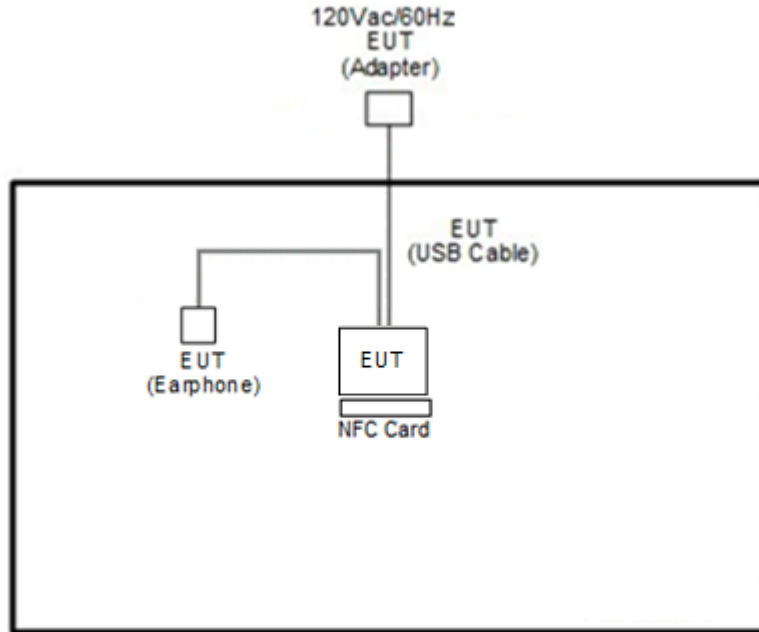 120Vac/60Hz
EUT
(Adapter)
EUT
(USB Cable)
EUT
(Earphone)
EUT
NFC Card